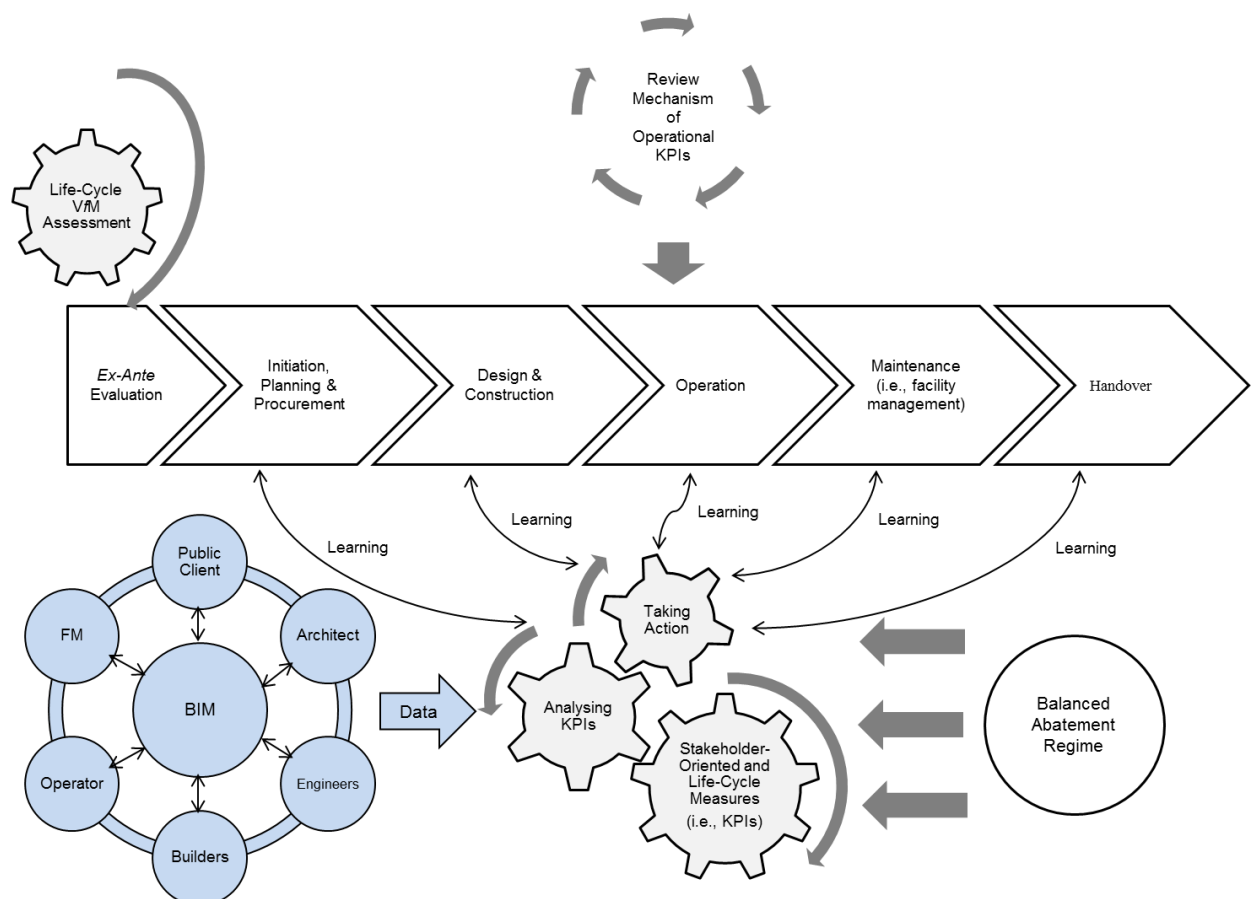 Review
Mechanism
of
Operational
KPIs
Life-Cycle
VfM
Assessment
Ex-Ante
Evaluation
Initiation,
Planning &
Procurement
Design &
Construction
Operation
Maintenance
(i.e., facility
management)
Handover
Learning
Learning
Learning
Learning
Learning
Public
Client
FM
Architect
BIM
Operator
Engineers
Builders
Data
Taking
Action
Analysing
KPIs
Stakeholder-
Oriented and
Life-Cycle
Measures
(i.e., KPIs)
Balanced
Abatement
Regime